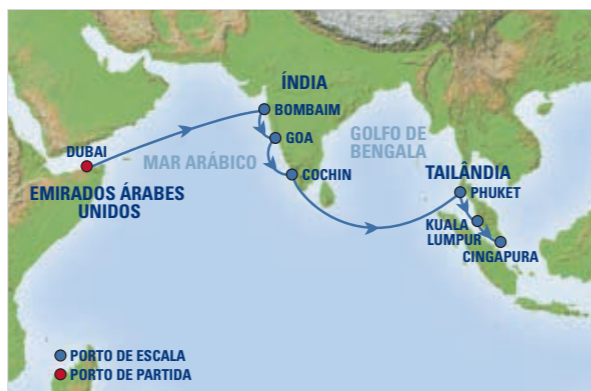 ÍNDIA
BOMBAIM
GOA
GOLFO DE
BENGALA
DUBAI
MAR ARÁBICO
COCHIN
TAILÂNDIA
PHUKET
EMIRADOS ÁRABES
UNIDOS
KUALA
LUMPUR
CINGAPURA
PORTO DE ESCALA
PORTO DE PARTIDA